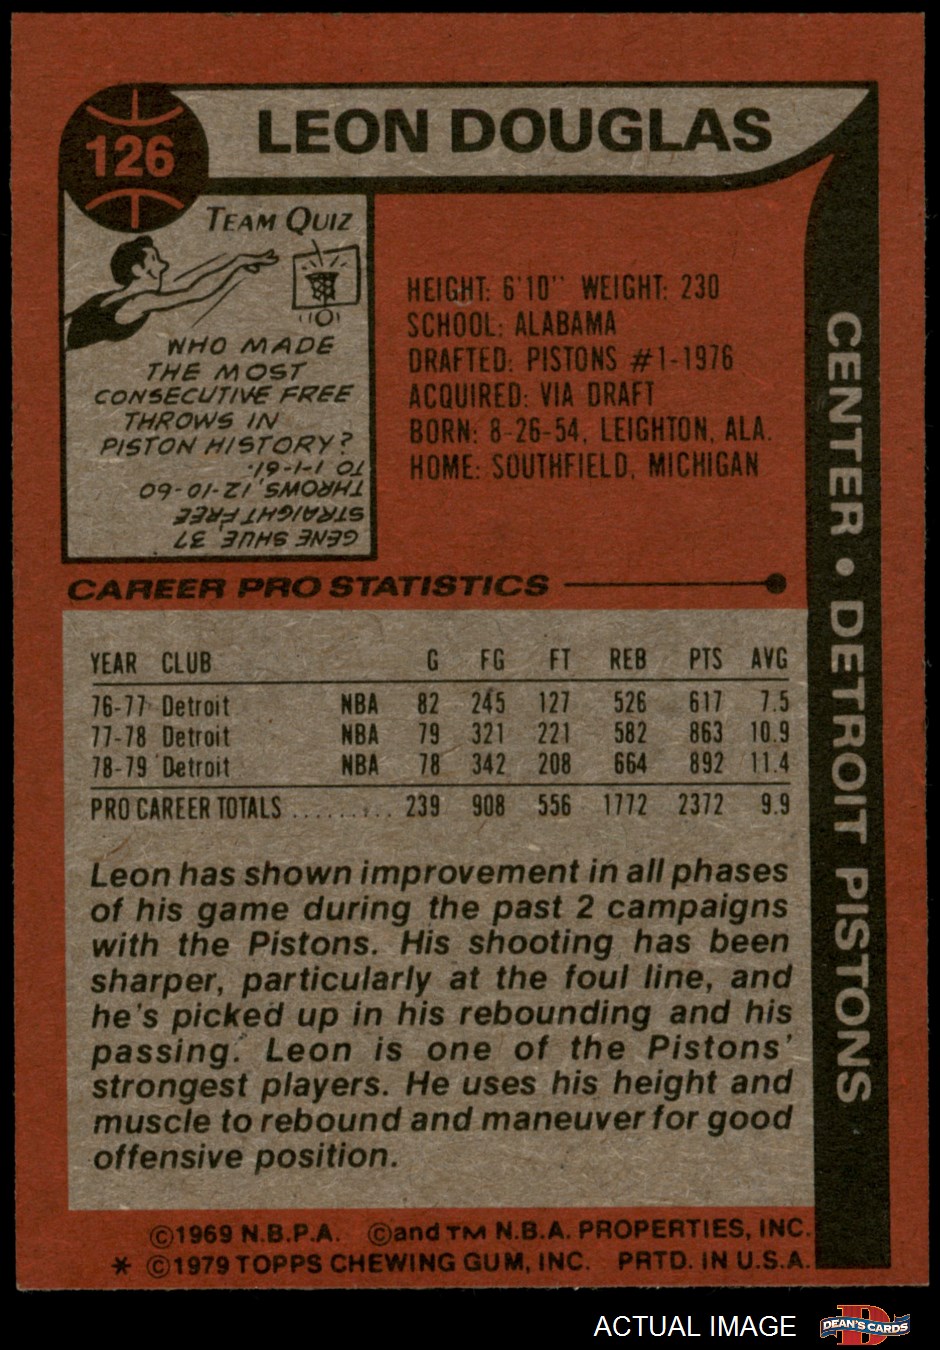 126
LEON DOUGLAS
TEAM QUIZ
WHO MADE
THE MOST
CONSECUTIVE FREE
THROWS IN
PISTON HISTORY?
GENE SHUE, 37
STRAIGHT FREE
THROWS, 12-10-60
TO 1-1-61.
HEIGHT: 6'10" WEIGHT: 230
SCHOOL: ALABAMA
DRAFTED: PISTONS #1-1976
ACQUIRED: VIA DRAFT
BORN: 8-26-54, LEIGHTON, ALA.
HOME: SOUTHFIELD, MICHIGAN
CENTER • DETROIT PISTONS
CAREER PRO STATISTICS
YEAR CLUB G FG FT REB PTS AVG
76-77 Detroit NBA 82 245 127 526 617 7.5
77-78 Detroit NBA 79 321 221 582 863 10.9
78-79 Detroit NBA 78 342 208 664 892 11.4
PRO CAREER TOTALS ......... 239 908 556 1772 2372 9.9
Leon has shown improvement in all phases
of his game during the past 2 campaigns
with the Pistons. His shooting has been
sharper, particularly at the foul line, and
he's picked up in his rebounding and his
passing. Leon is one of the Pistons'
strongest players. He uses his height and
muscle to rebound and maneuver for good
offensive position.
©1969 N.B.P.A. ©and TM N.B.A. PROPERTIES, INC.
* ©1979 TOPPS CHEWING GUM, INC. PRTD. IN U.S.A.
ACTUAL IMAGE
DEAN'S CARDS